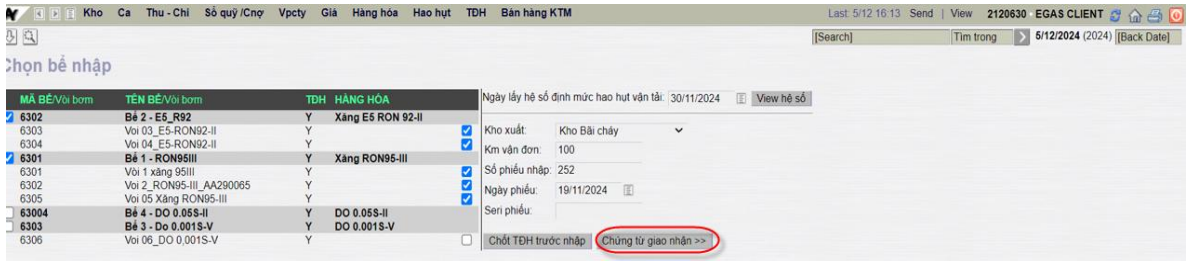 Kho Ca Thu - Chi Sổ quỹ /Cnợ Vpcty Giá Hàng hóa Hao hụt TĐH Bán hàng KTM Last: 5/12 16:13 Send | View 2120630 - EGAS CLIENT
[Search] Tìm trong 5/12/2024 (2024) [Back Date]
Chọn bể nhập
MÃ BỂ/Vòi bơm TÊN BỂ/Vòi bơm TĐH HÀNG HÓA
6302 Bể 2 - E5_R92 Y Xăng E5 RON 92-II
6303 Voi 03_E5-RON92-II Y
6304 Voi 04_E5-RON92-II Y
6301 Bể 1 - RON95III Y Xăng RON95-III
6301 Vòi 1 xăng 95III Y
6302 Voi 2_RON95-III_AA290065 Y
6305 Voi 05 Xăng RON95-III Y
63004 Bể 4 - DO 0.05S-II Y DO 0.05S-II
6303 Bể 3 - Do 0.001S-V Y DO 0.001S-V
6306 Voi 06_DO 0,001S-V Y
Ngày lấy hệ số định mức hao hụt vận tải: 30/11/2024 View hệ số
Kho xuất: Kho Bãi cháy
Km vận đơn: 100
Số phiếu nhập: 252
Ngày phiếu: 19/11/2024
Seri phiếu:
Chốt TĐH trước nhập Chứng từ giao nhận >>